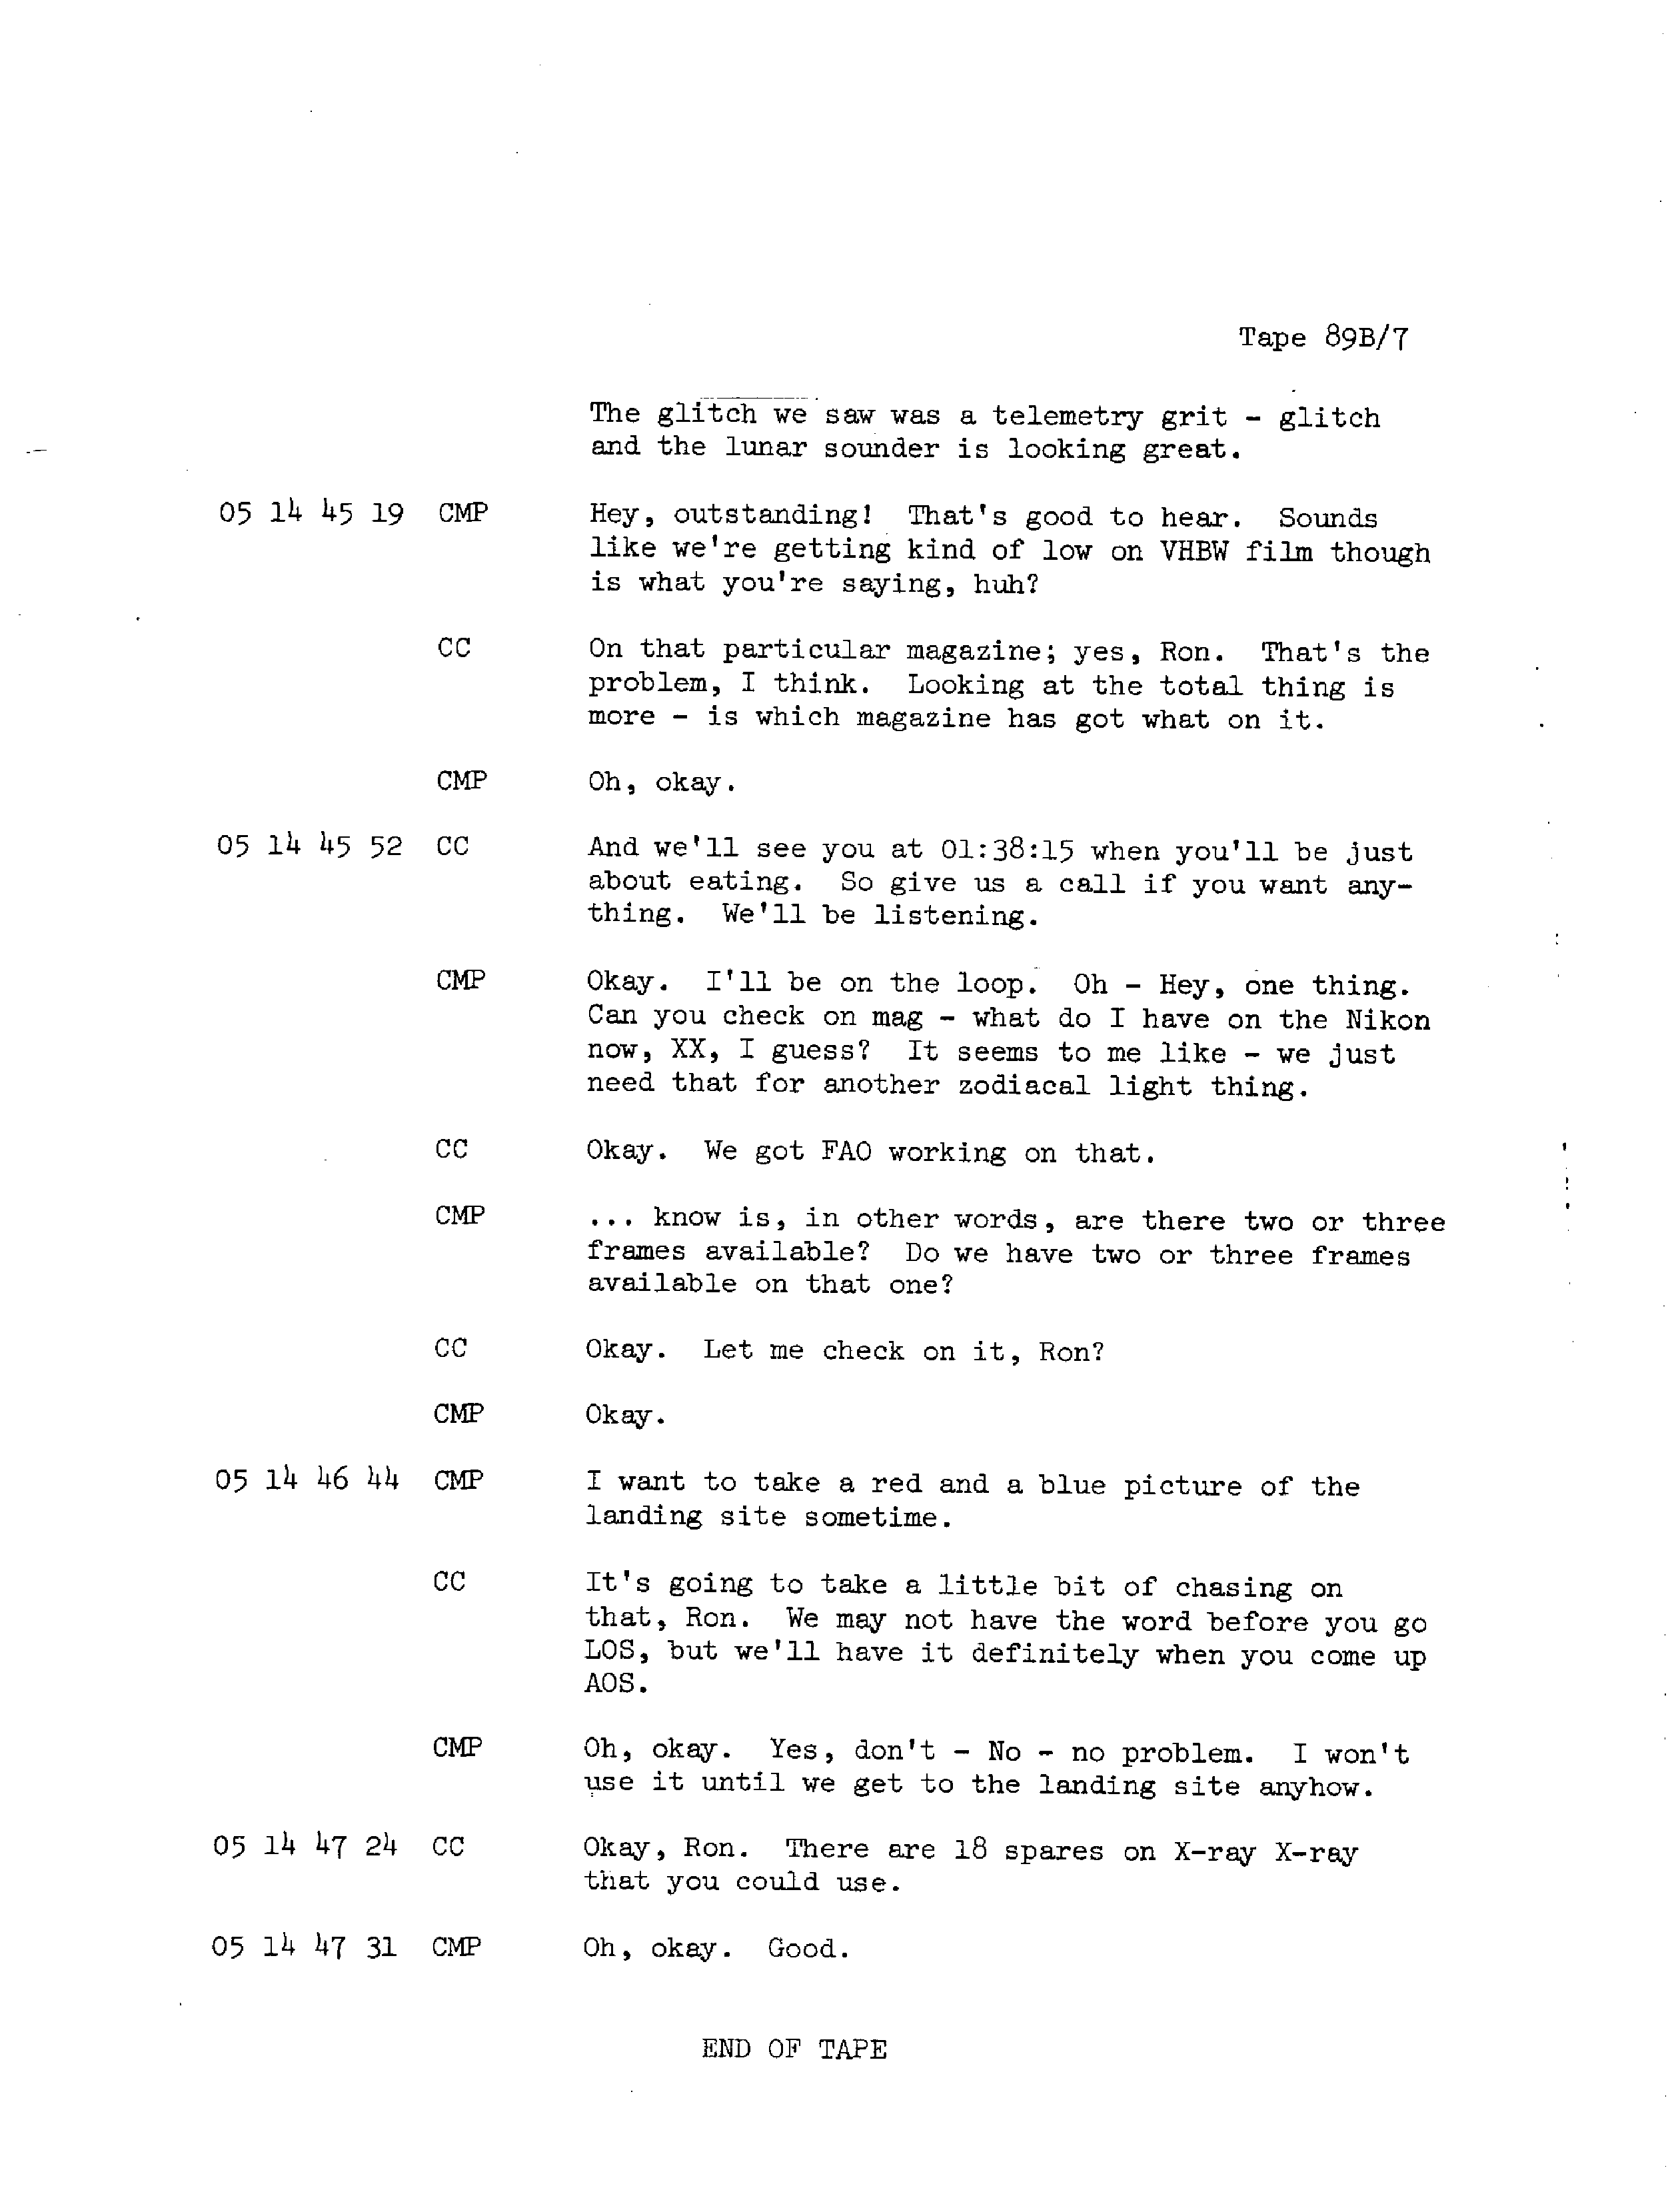 Tape 89B/7
The glitch we saw was a telemetry grit - glitch
and the lunar sounder is looking great.
05 14 45 19 CMP Hey, outstanding! That's good to hear. Sounds
like we're getting kind of low on VHBW film though
is what you're saying, huh?
CC On that particular magazine; yes, Ron. That's the
problem, I think. Looking at the total thing is
more - is which magazine has got what on it.
CMP Oh, okay.
05 14 45 52 CC And we'll see you at 01:38:15 when you'll be just
about eating. So give us a call if you want any-
thing. We'll be listening.
CMP Okay. I'll be on the loop. Oh - Hey, one thing.
Can you check on mag - what do I have on the Nikon
now, XX, I guess? It seems to me like - we just
need that for another zodiacal light thing.
CC Okay. We got FAO working on that.
CMP ... know is, in other words, are there two or three
frames available? Do we have two or three frames
available on that one?
CC Okay. Let me check on it, Ron?
CMP Okay.
05 14 46 44 CMP I want to take a red and a blue picture of the
landing site sometime.
CC It's going to take a little bit of chasing on
that, Ron. We may not have the word before you go
LOS, but we'll have it definitely when you come up
AOS.
CMP Oh, okay. Yes, don't - No - no problem. I won't
use it until we get to the landing site anyhow.
05 14 47 24 CC Okay, Ron. There are 18 spares on X-ray X-ray
that you could use.
05 14 47 31 CMP Oh, okay. Good.
END OF TAPE